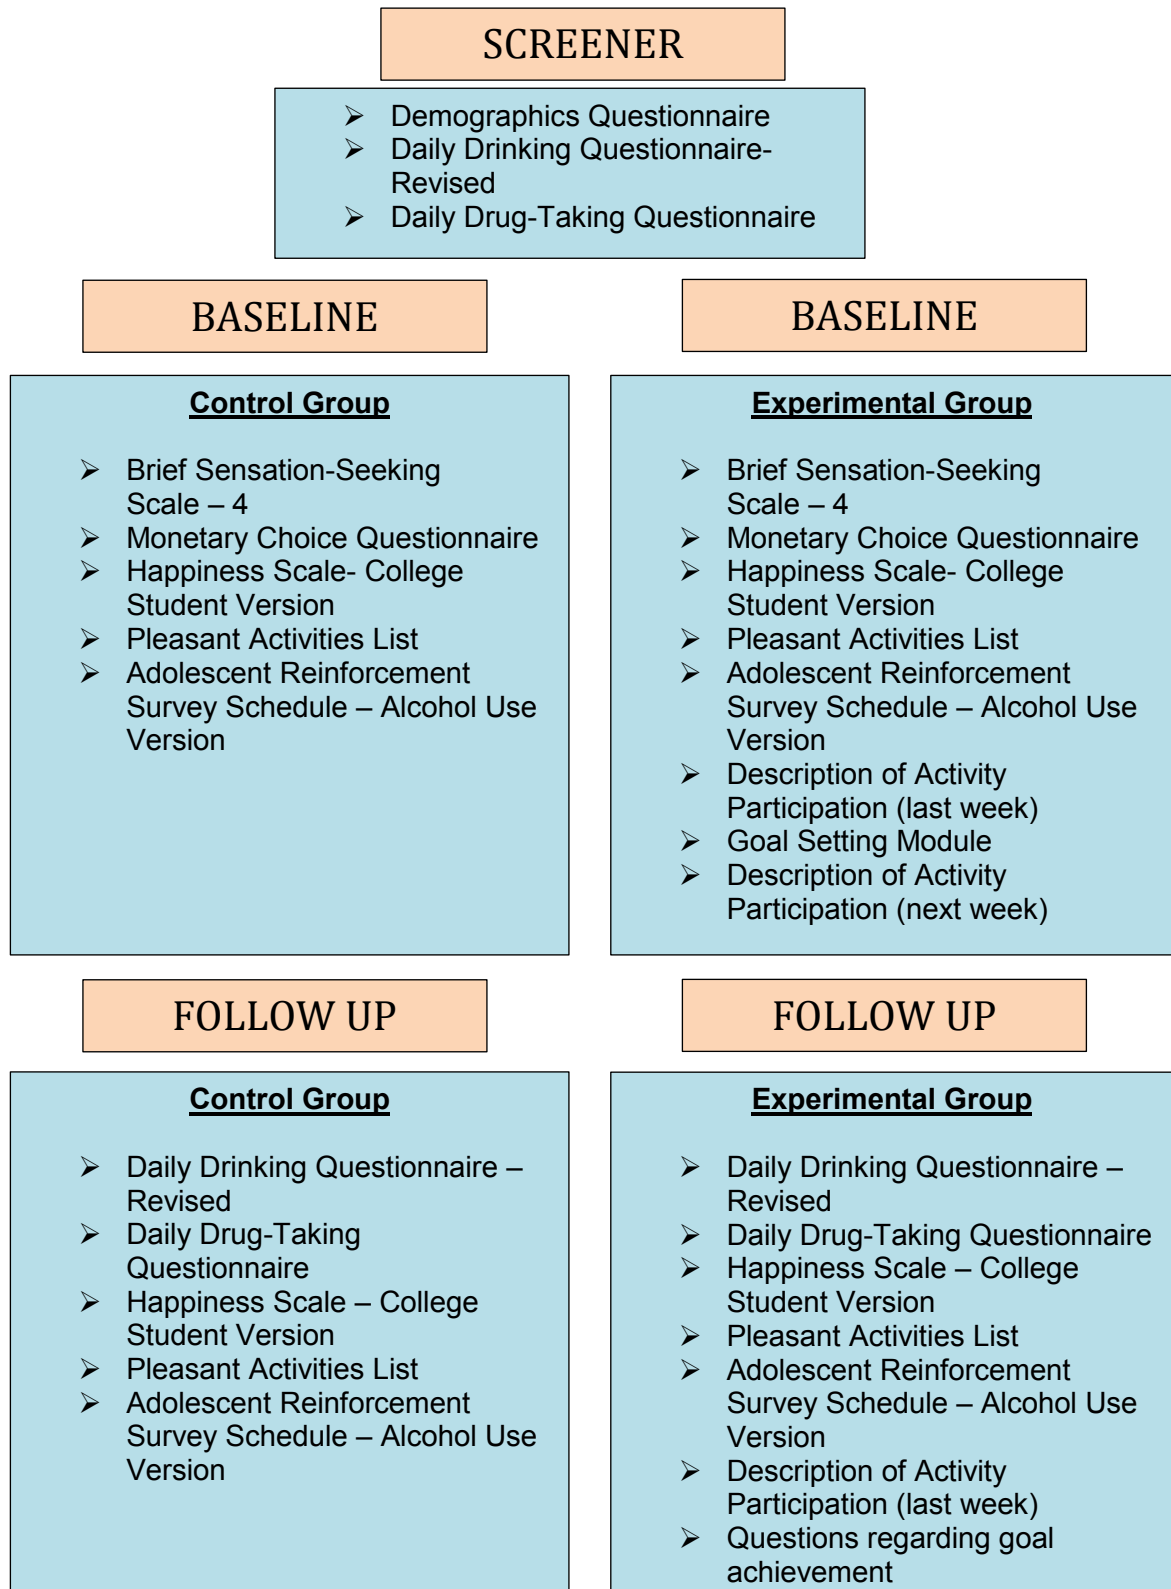 SCREENER
➢ Demographics Questionnaire
➢ Daily Drinking Questionnaire-
Revised
➢ Daily Drug-Taking Questionnaire
BASELINE
Control Group
➢ Brief Sensation-Seeking
Scale – 4
➢ Monetary Choice Questionnaire
➢ Happiness Scale- College
Student Version
➢ Pleasant Activities List
➢ Adolescent Reinforcement
Survey Schedule – Alcohol Use
Version
BASELINE
Experimental Group
➢ Brief Sensation-Seeking
Scale – 4
➢ Monetary Choice Questionnaire
➢ Happiness Scale- College
Student Version
➢ Pleasant Activities List
➢ Adolescent Reinforcement
Survey Schedule – Alcohol Use
Version
➢ Description of Activity
Participation (last week)
➢ Goal Setting Module
➢ Description of Activity
Participation (next week)
FOLLOW UP
Control Group
➢ Daily Drinking Questionnaire –
Revised
➢ Daily Drug-Taking
Questionnaire
➢ Happiness Scale – College
Student Version
➢ Pleasant Activities List
➢ Adolescent Reinforcement
Survey Schedule – Alcohol Use
Version
FOLLOW UP
Experimental Group
➢ Daily Drinking Questionnaire –
Revised
➢ Daily Drug-Taking Questionnaire
➢ Happiness Scale – College
Student Version
➢ Pleasant Activities List
➢ Adolescent Reinforcement
Survey Schedule – Alcohol Use
Version
➢ Description of Activity
Participation (last week)
➢ Questions regarding goal
achievement